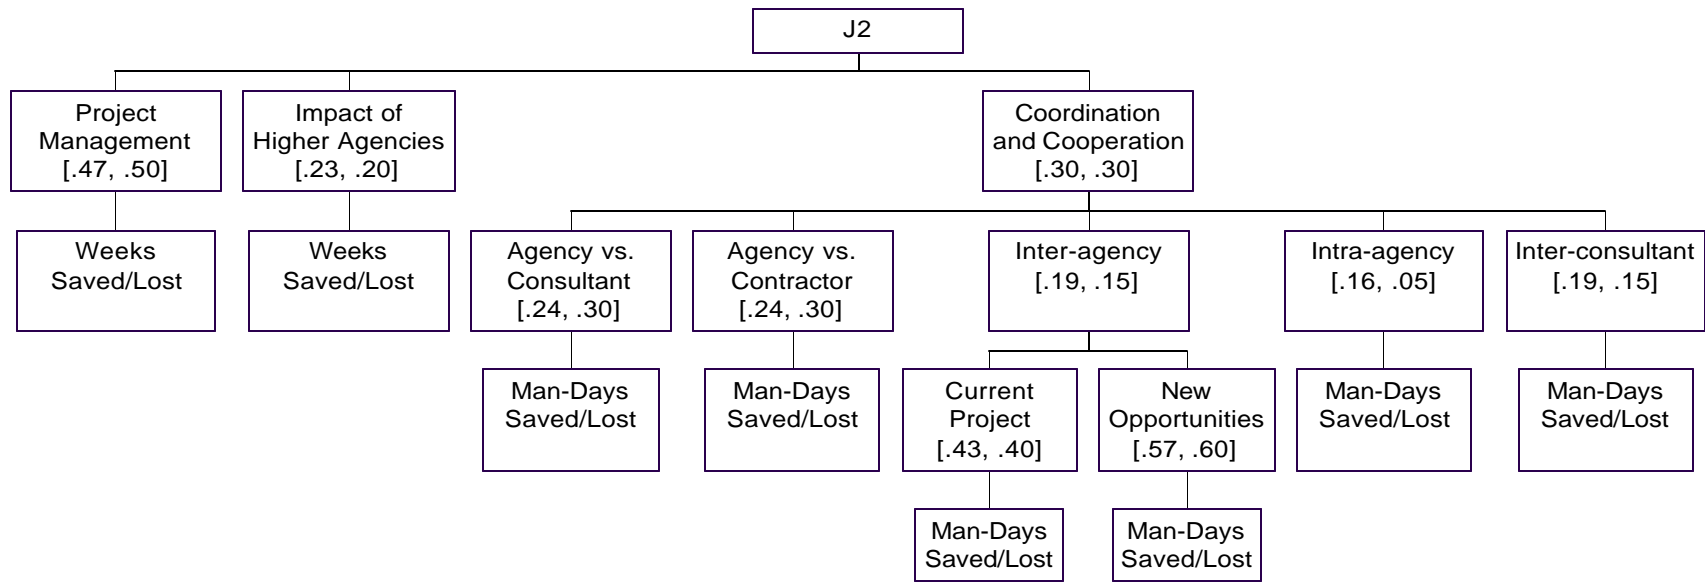 J2
Project
Management
[.47, .50]
Impact of
Higher Agencies
[.23, .20]
Coordination
and Cooperation
[.30, .30]
Weeks
Saved/Lost
Weeks
Saved/Lost
Agency vs.
Consultant
[.24, .30]
Agency vs.
Contractor
[.24, .30]
Inter-agency
[.19, .15]
Intra-agency
[.16, .05]
Inter-consultant
[.19, .15]
Man-Days
Saved/Lost
Man-Days
Saved/Lost
Current
Project
[.43, .40]
New
Opportunities
[.57, .60]
Man-Days
Saved/Lost
Man-Days
Saved/Lost
Man-Days
Saved/Lost
Man-Days
Saved/Lost